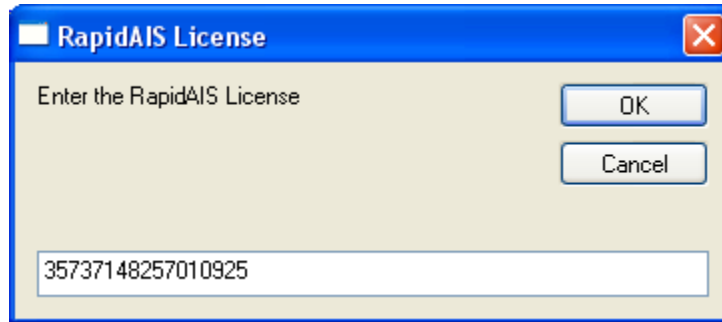 RapidAIS License
Enter the RapidAIS License
OK
Cancel
35737148257010925